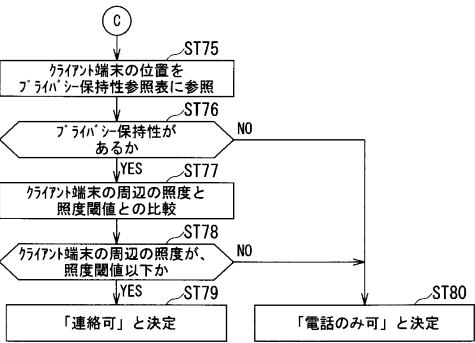 C
ST75
クライアント端末の位置を
プライバシー保持性参照表に参照
ST76
プライバシー保持性が
あるか
NO
YES
ST77
クライアント端末の周辺の照度と
照度閾値との比較
ST78
クライアント端末の周辺の照度が、
照度閾値以下か
NO
YES
ST79
「連絡可」と決定
ST80
「電話のみ可」と決定